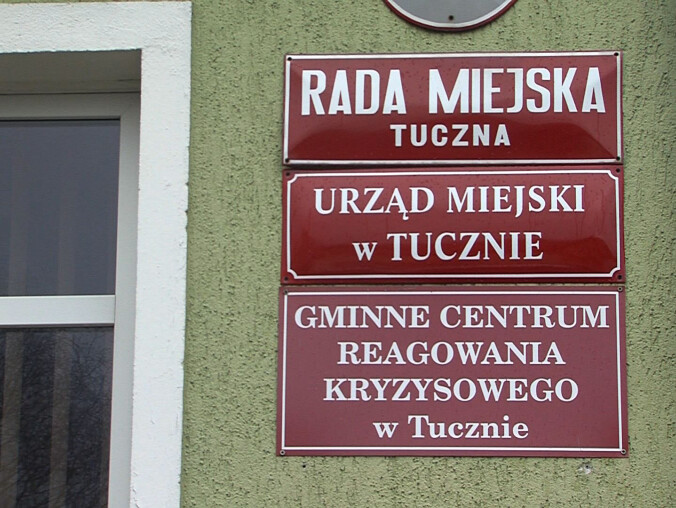 RADA MIEJSKA
TUCZNA
URZĄD MIEJSKI
w TUCZNIE
GMINNE CENTRUM
REAGOWANIA
KRYZYSOWEGO
w Tucznie